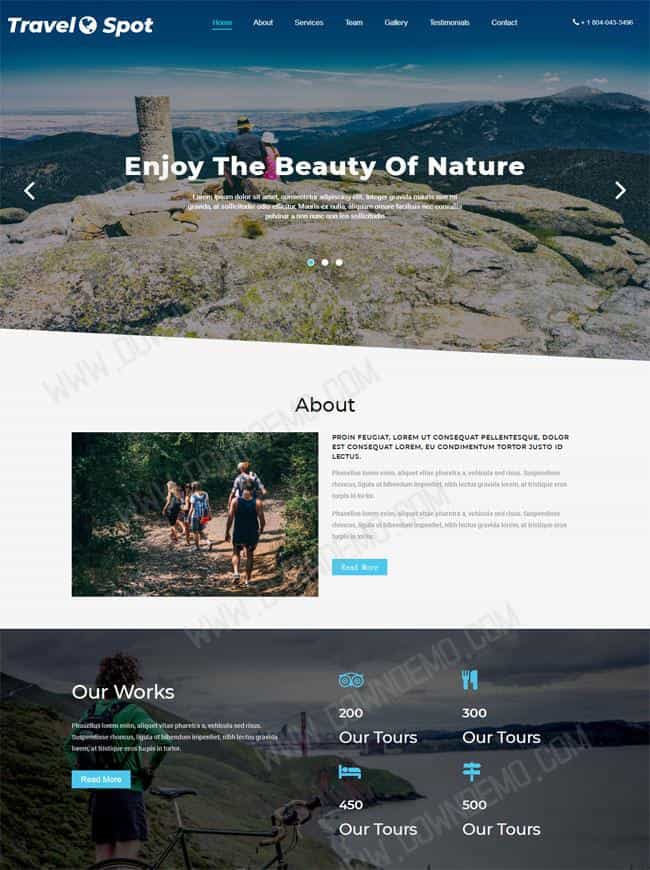 Travel Spot
Home About Services Team Gallery Testimonials Contact
+ 1 804-043-3496
Enjoy The Beauty Of Nature
Lorem ipsum dolor sit amet, consectetur adipiscing elit. Integer gravida mauris non mi
gravida, at sollicitudin odio efficitur. Mauris ex nulla, aliquam ornare facilisis nec convallis
pulvinar a non nunc non leo sollicitudin.
WWW.DOWNDEMO.COM
About
PROIN FEUGIAT, LOREM UT CONSEQUAT PELLENTESQUE, DOLOR
EST CONSEQUAT LOREM, EU CONDIMENTUM TORTOR JUSTO ID
LECTUS.
Phasellus lorem enim, aliquet vitae pharetra a, vehicula sed risus. Suspendisse
rhoncus, ligula ut bibendum imperdiet, nibh lectus gravida lorem, at tristique eros
turpis in tortor.
Phasellus lorem enim, aliquet vitae pharetra a, vehicula sed risus. Suspendisse
rhoncus, ligula ut bibendum imperdiet, nibh lectus gravida lorem, at tristique eros
turpis in tortor.
Read More
WWW.DOWNDEMO.COM
Our Works
Phasellus lorem enim, aliquet vitae pharetra a, vehicula sed risus.
Suspendisse rhoncus, ligula ut bibendum imperdiet, nibh lectus gravida
lorem, at tristique eros turpis in tortor.
Read More
200
Our Tours
300
Our Tours
450
Our Tours
500
Our Tours
WWW.DOWNDEMO.COM